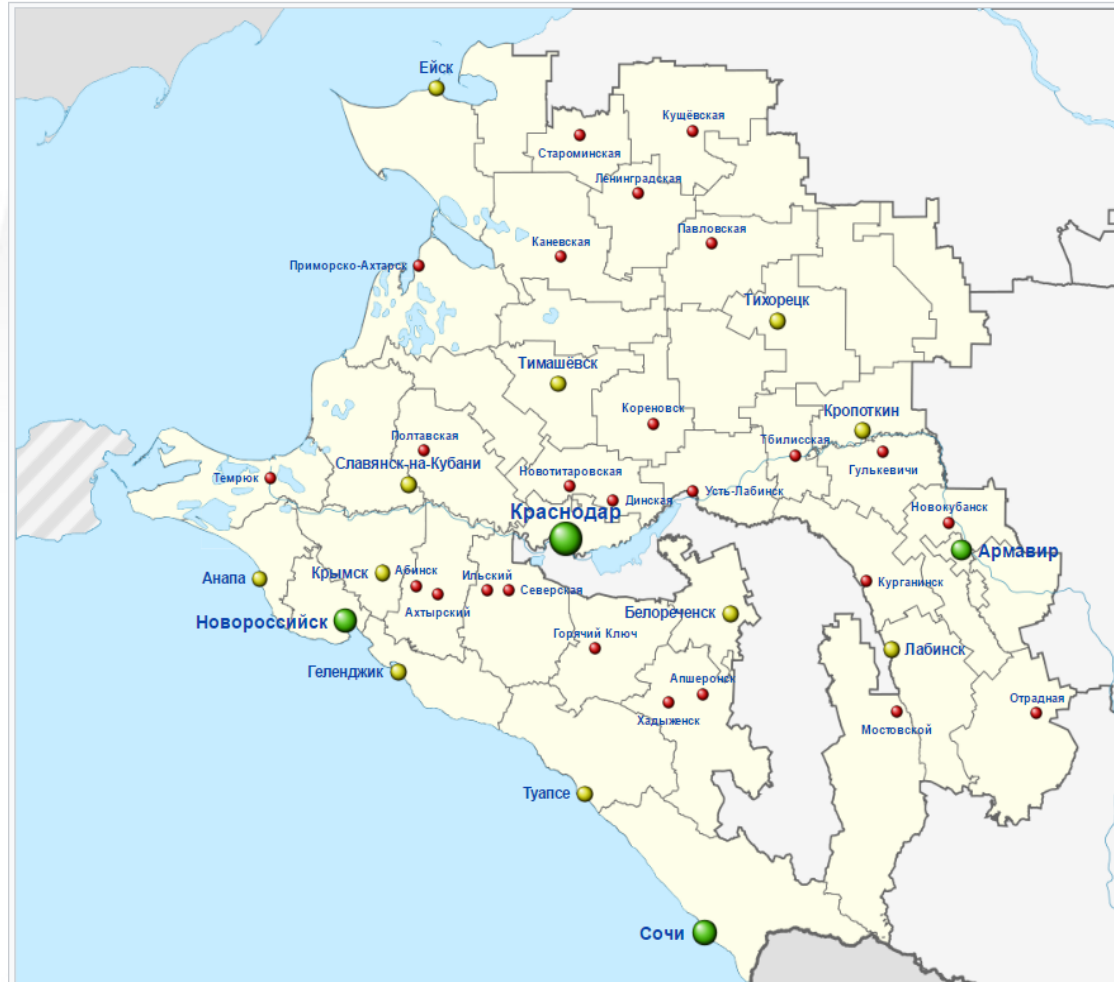 Ейск
Кущёвская
Староминская
Ленинградская
Павловская
Каневская
Приморско-Ахтарск
Тихорецк
Тимашёвск
Кореновск
Кропоткин
Полтавская
Тбилисская
Славянск-на-Кубани
Новотитаровская
Гулькевичи
Темрюк
Динская
Усть-Лабинск
Краснодар
Новокубанск
Армавир
Анапа
Крымск
Абинск
Ильский
Северская
Курганинск
Ахтырский
Новороссийск
Белореченск
Горячий Ключ
Лабинск
Геленджик
Апшеронск
Отрадная
Хадыженск
Мостовской
Туапсе
Сочи